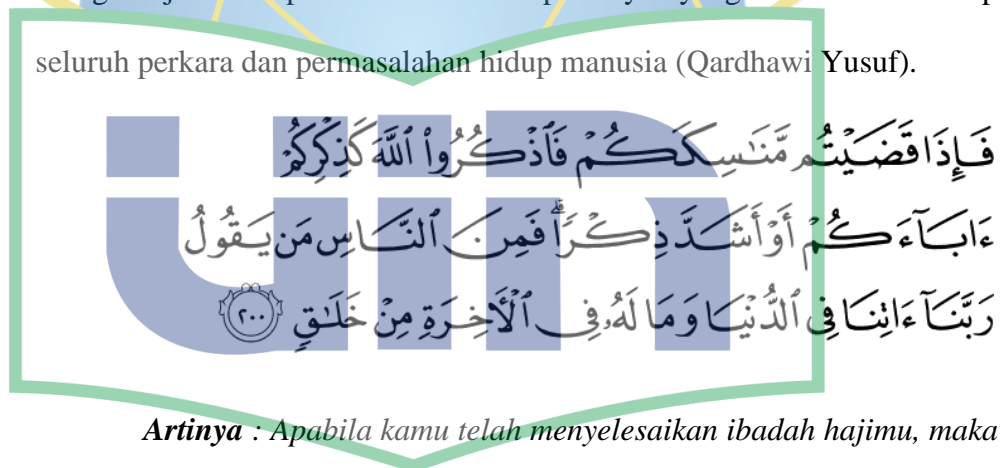 seluruh perkara dan permasalahan hidup manusia (Qardhawi Yusuf).
فَإِذَا قَضَيْتُم مَّنَـٰسِكَكُمْ فَٱذْكُرُوا۟ ٱللَّهَ كَذِكْرِكُمْ
ءَابَآءَكُمْ أَوْ أَشَدَّ ذِكْرًا ۗ فَمِنَ ٱلنَّاسِ مَن يَقُولُ
رَبَّنَآ ءَاتِنَا فِى ٱلدُّنْيَا وَمَا لَهُۥ فِى ٱلْـَٔاخِرَةِ مِنْ خَلَـٰقٍ ٢٠٠
uin
Artinya : Apabila kamu telah menyelesaikan ibadah hajimu, maka